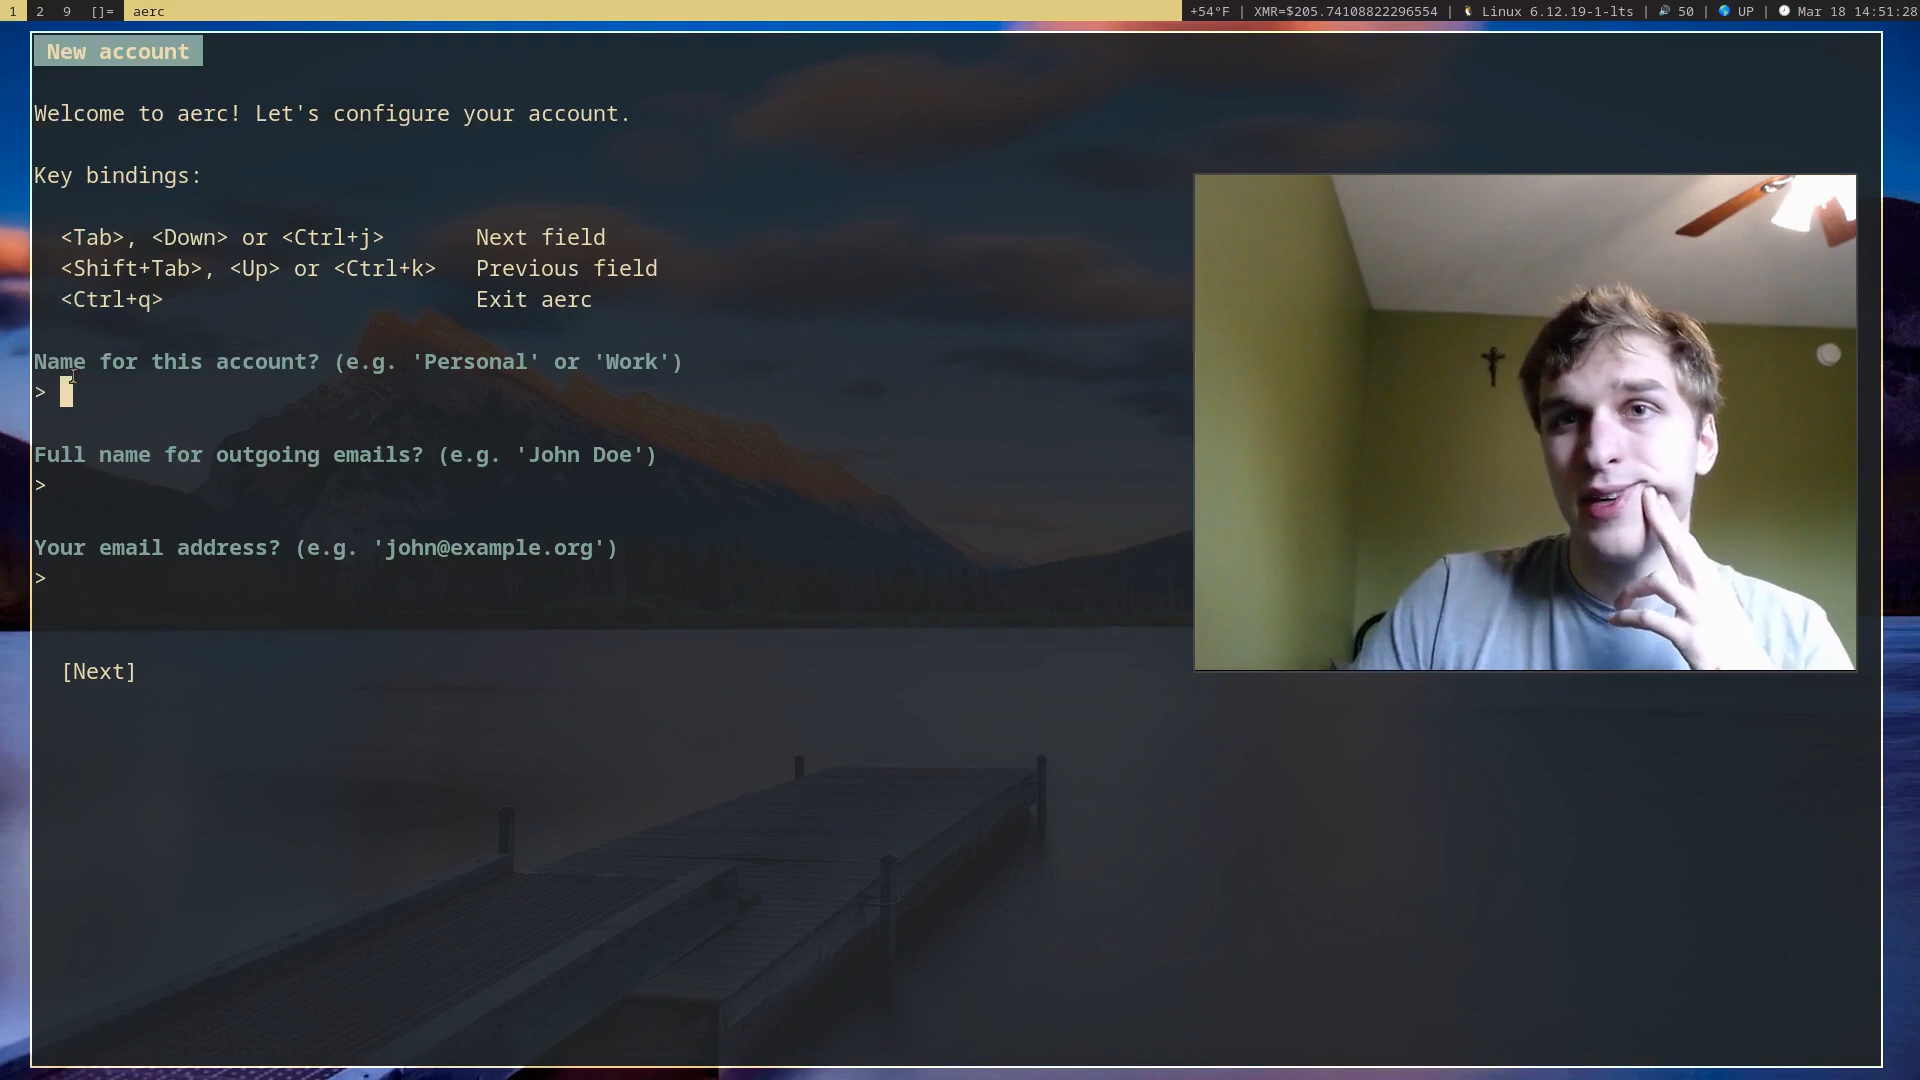 1 2 9 []= aerc +54°F | XMR=$205.74108822296554 | 🐧 Linux 6.12.19-1-lts | 🔊 50 | 🌎 UP | 🕗 Mar 18 14:51:28
New account
Welcome to aerc! Let's configure your account.
Key bindings:
<Tab>, <Down> or <Ctrl+j> Next field
<Shift+Tab>, <Up> or <Ctrl+k> Previous field
<Ctrl+q> Exit aerc
Name for this account? (e.g. 'Personal' or 'Work')
>
Full name for outgoing emails? (e.g. 'John Doe')
>
Your email address? (e.g. 'john@example.org')
>
[Next]